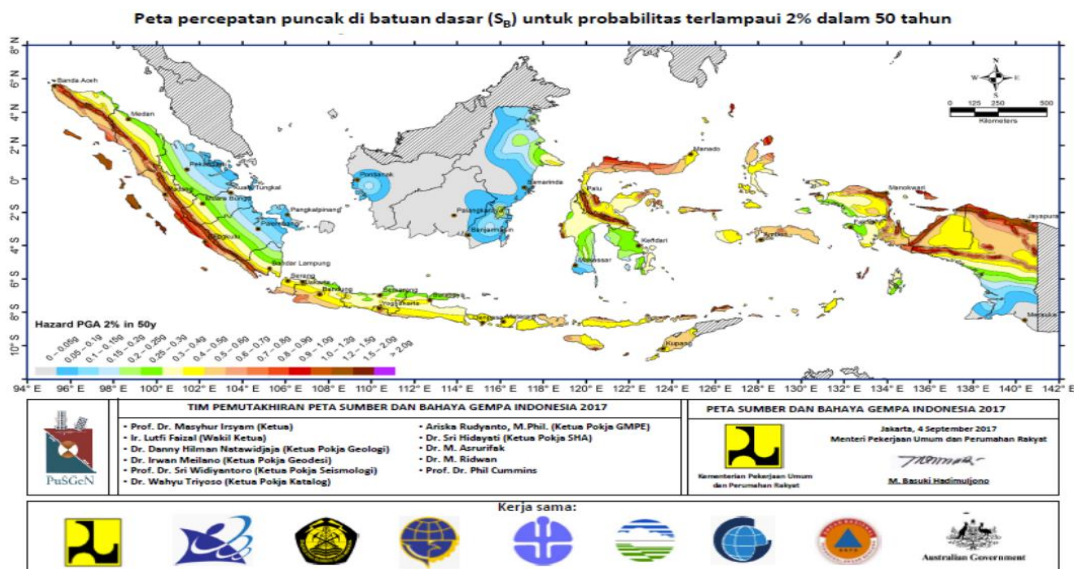 Peta percepatan puncak di batuan dasar (SB) untuk probabilitas terlampaui 2% dalam 50 tahun
94° E 96° E 98° E 100° E 102° E 104° E 106° E 108° E 110° E 112° E 114° E 116° E 118° E 120° E 122° E 124° E 126° E 128° E 130° E 132° E 134° E 136° E 138° E 140° E 142° E
8° N
6° N
4° N
2° N
0°
2° S
4° S
6° S
8° S
10° S
N
W E
S
0 125 250 500
Kilometers
Banda Aceh
Medan
Padang
Muara Bungo
Kuala Tungkal
Pangkalpinang
Bengkulu
Bandar Lampung
Serang
Jakarta
Bandung
Semarang
Yogyakarta
Surabaya
Mataram
Kupang
Pontianak
Palangkaraya
Banjarmasin
Samarinda
Palu
Makassar
Kendari
Manado
Ambon
Manokwari
Jayapura
Merauke
Hazard PGA 2% in 50y
0 – 0.05g
0.05 – 0.1g
0.1 – 0.15g
0.15 – 0.2g
0.2 – 0.25g
0.25 – 0.3g
0.3 – 0.4g
0.4 – 0.5g
0.5 – 0.6g
0.6 – 0.7g
0.7 – 0.8g
0.8 – 0.9g
0.9 – 1.0g
1.0 – 1.2g
1.2 – 1.5g
1.5 – 2.0g
> 2.0g
PuSGeN
TIM PEMUTAKHIRAN PETA SUMBER DAN BAHAYA GEMPA INDONESIA 2017
• Prof. Dr. Masyhur Irsyam (Ketua)
• Ir. Lutfi Faizal (Wakil Ketua)
• Dr. Danny Hilman Natawidjaja (Ketua Pokja Geologi)
• Dr. Irwan Meilano (Ketua Pokja Geodesi)
• Prof. Dr. Sri Widiyantoro (Ketua Pokja Seismologi)
• Dr. Wahyu Triyoso (Ketua Pokja Katalog)
• Ariska Rudyanto, M.Phil. (Ketua Pokja GMPE)
• Dr. Sri Hidayati (Ketua Pokja SHA)
• Dr. M. Asrurifak
• Dr. M. Ridwan
• Prof. Dr. Phil Cummins
PETA SUMBER DAN BAHAYA GEMPA INDONESIA 2017
Kementerian Pekerjaan Umum
dan Perumahan Rakyat
Jakarta, 4 September 2017
Menteri Pekerjaan Umum dan Perumahan Rakyat
M. Basuki Hadimuljono
Kerja sama:
Australian Government